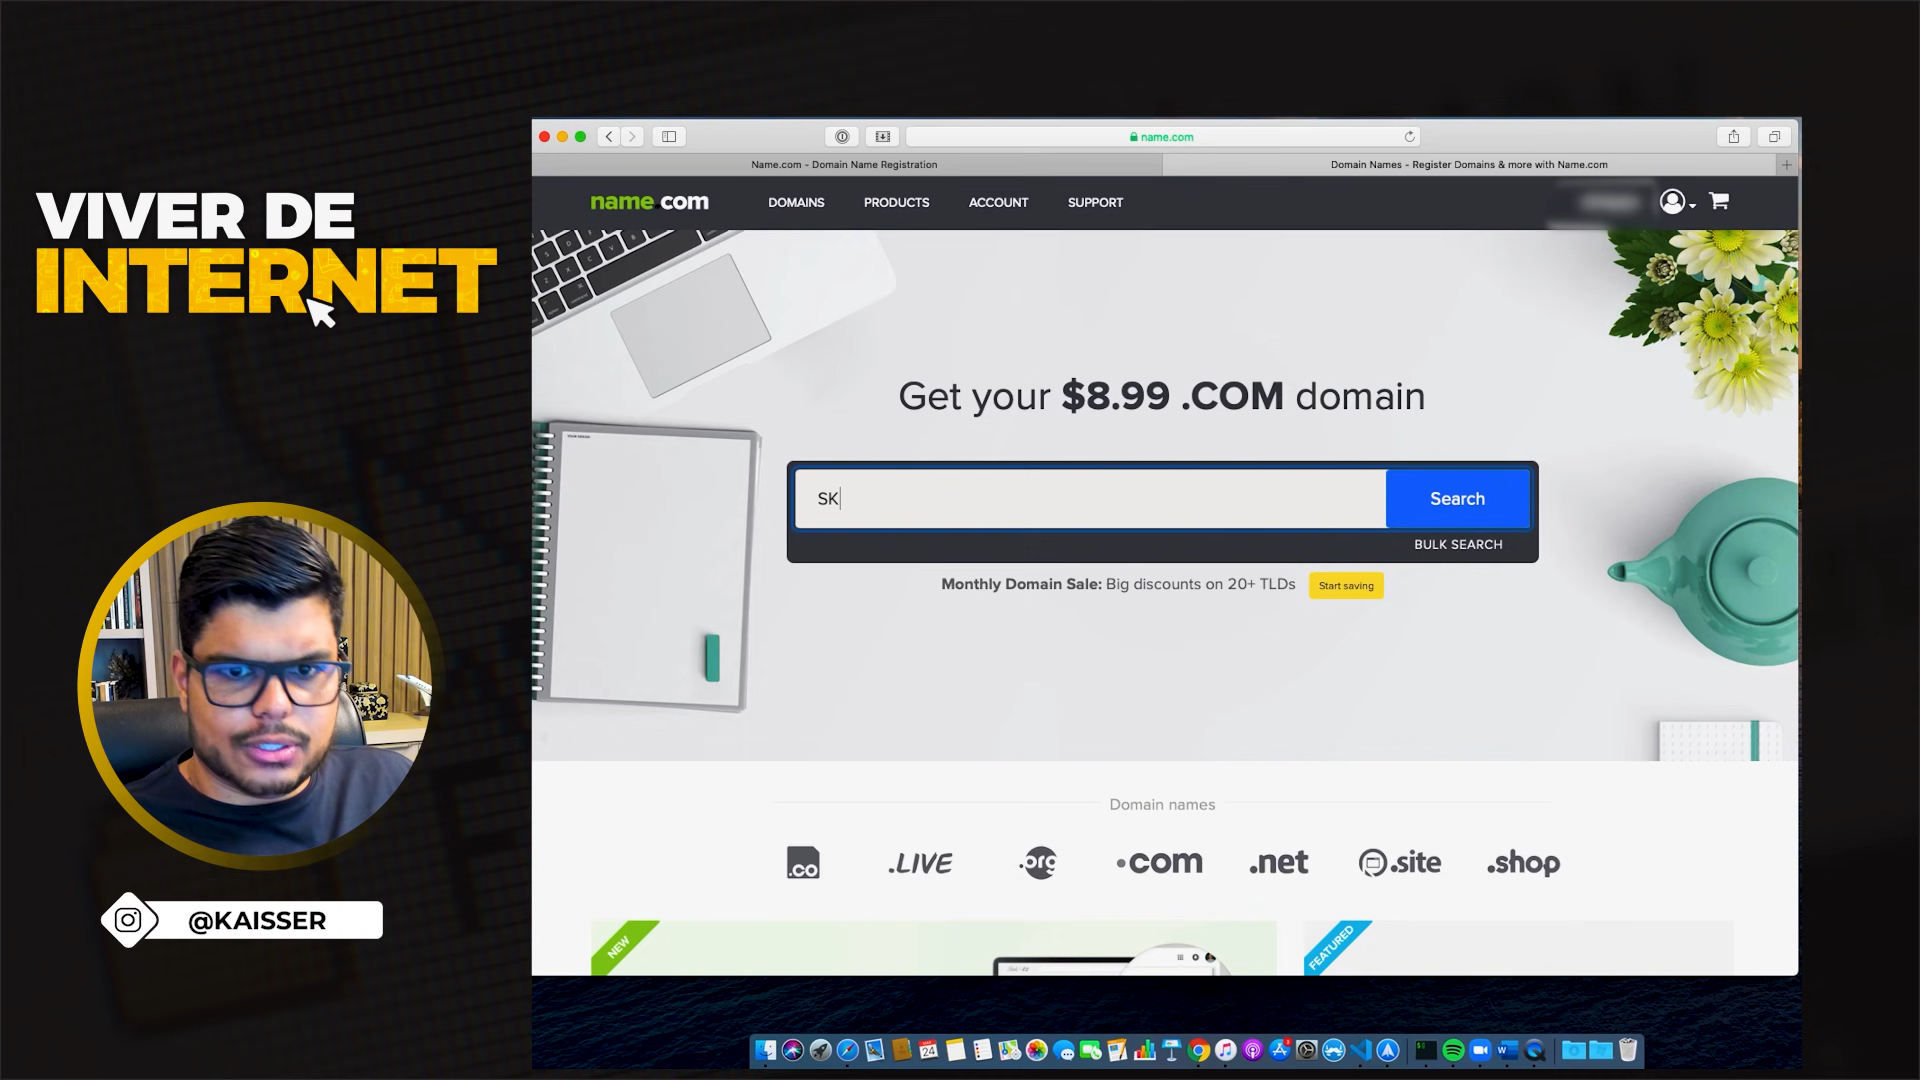 VIVER DE
INTERNET
@KAISSER
name.com
Name.com - Domain Name Registration
Domain Names - Register Domains & more with Name.com
name.com
DOMAINS
PRODUCTS
ACCOUNT
SUPPORT
Get your $8.99 .COM domain
SK
Search
BULK SEARCH
Monthly Domain Sale: Big discounts on 20+ TLDs
Start saving
Domain names
.co
.LIVE
.org
.com
.net
.site
.shop
NEW
FEATURED
24